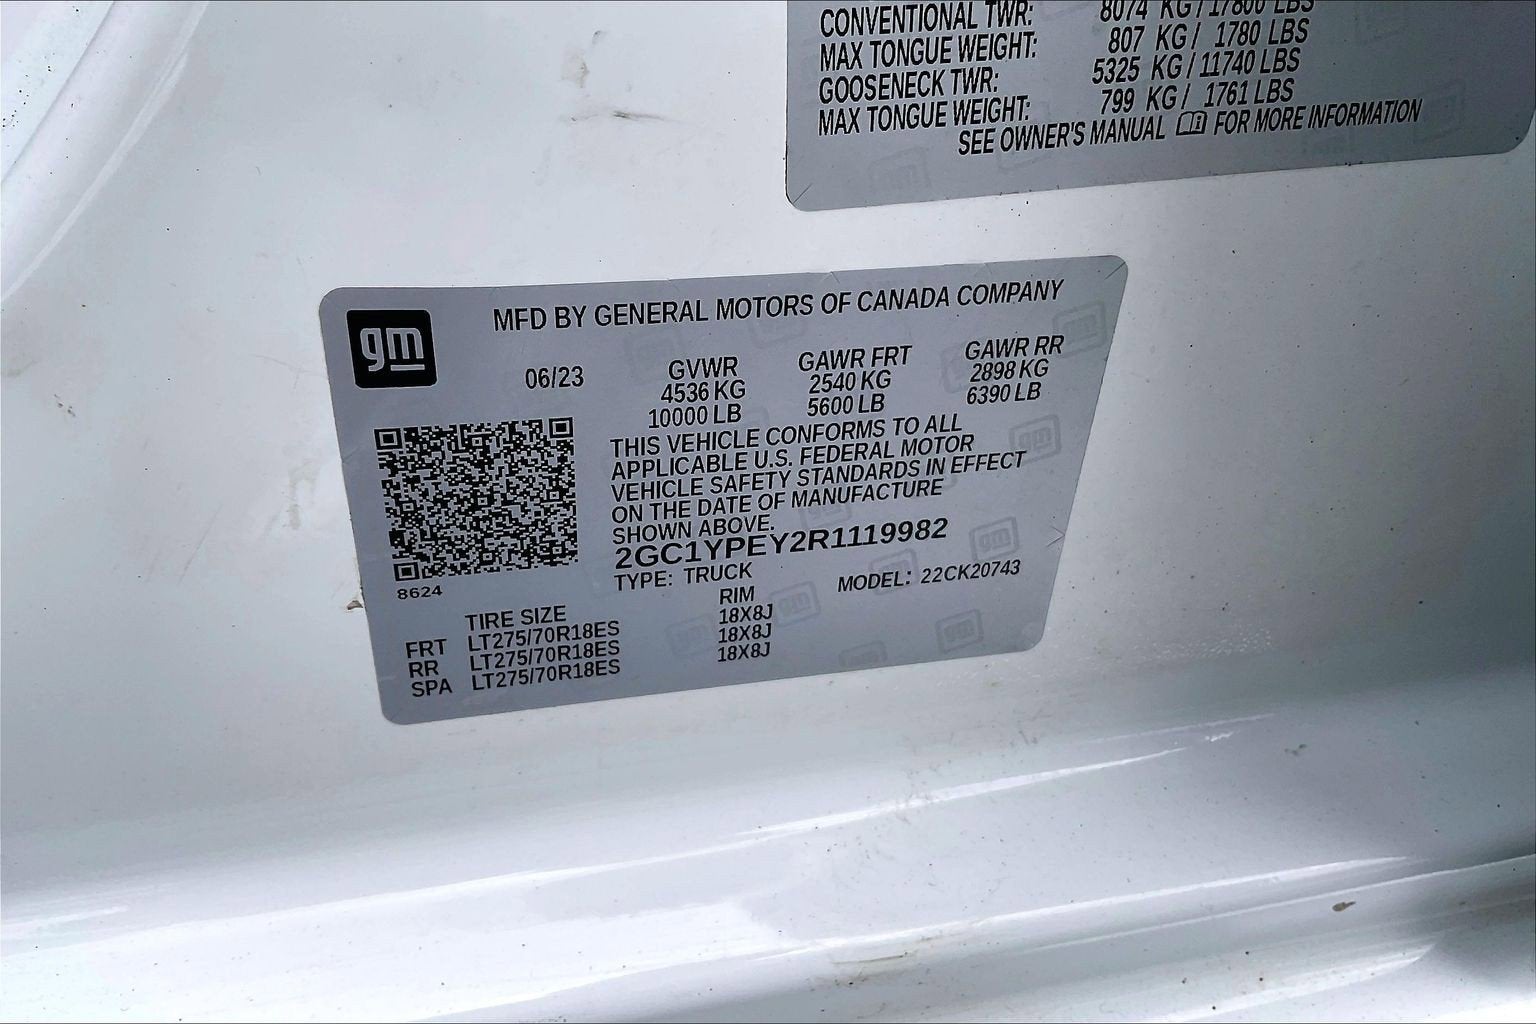 CONVENTIONAL TWR: 8074 KG / 17800 LBS
MAX TONGUE WEIGHT: 807 KG / 1780 LBS
GOOSENECK TWR: 5325 KG / 11740 LBS
MAX TONGUE WEIGHT: 799 KG / 1761 LBS
SEE OWNER'S MANUAL FOR MORE INFORMATION
gm
MFD BY GENERAL MOTORS OF CANADA COMPANY
06/23 GVWR GAWR FRT GAWR RR
4536 KG 2540 KG 2898 KG
10000 LB 5600 LB 6390 LB
THIS VEHICLE CONFORMS TO ALL
APPLICABLE U.S. FEDERAL MOTOR
VEHICLE SAFETY STANDARDS IN EFFECT
ON THE DATE OF MANUFACTURE
SHOWN ABOVE.
2GC1YPEY2R1119982
TYPE: TRUCK MODEL: 22CK20743
8624
TIRE SIZE RIM
FRT LT275/70R18ES 18X8J
RR LT275/70R18ES 18X8J
SPA LT275/70R18ES 18X8J